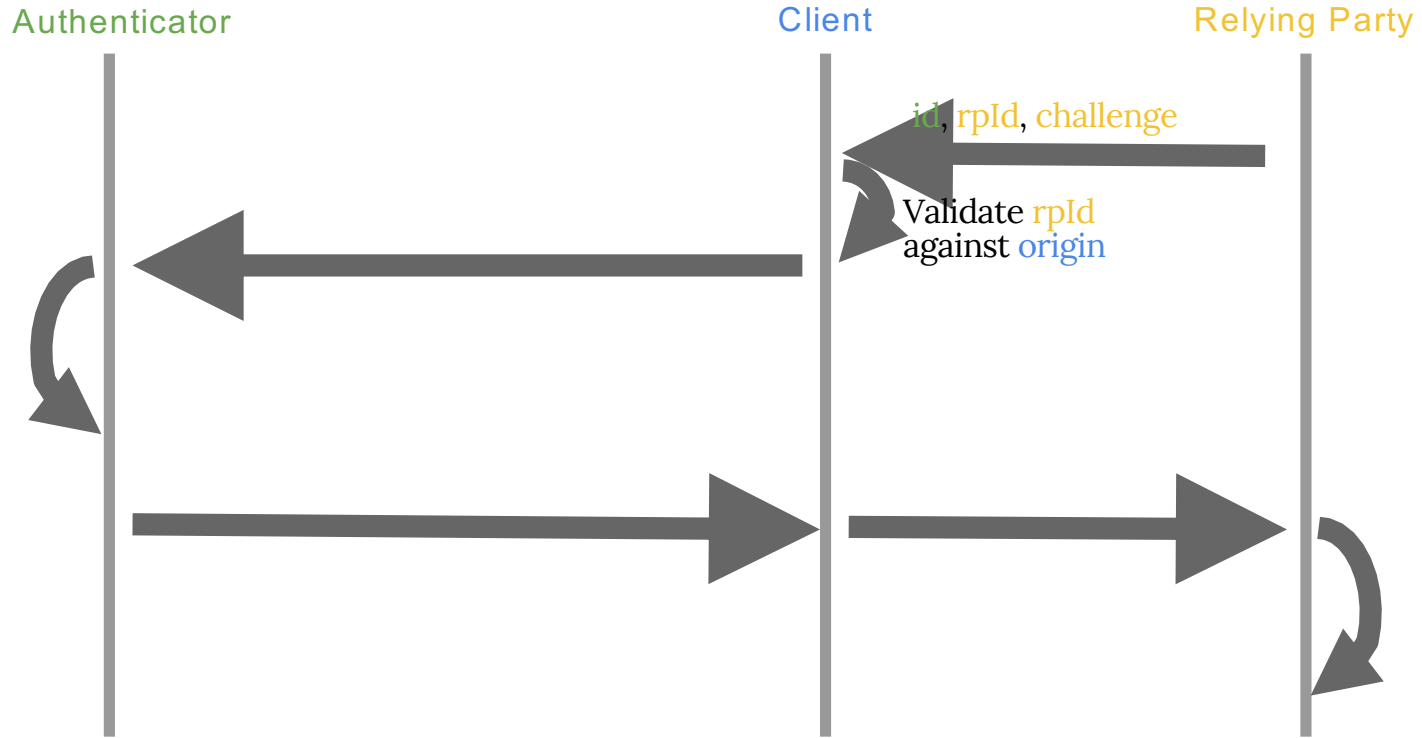 Authenticator
Client
Relying Party
id, rpId, challenge
Validate rpId
against origin